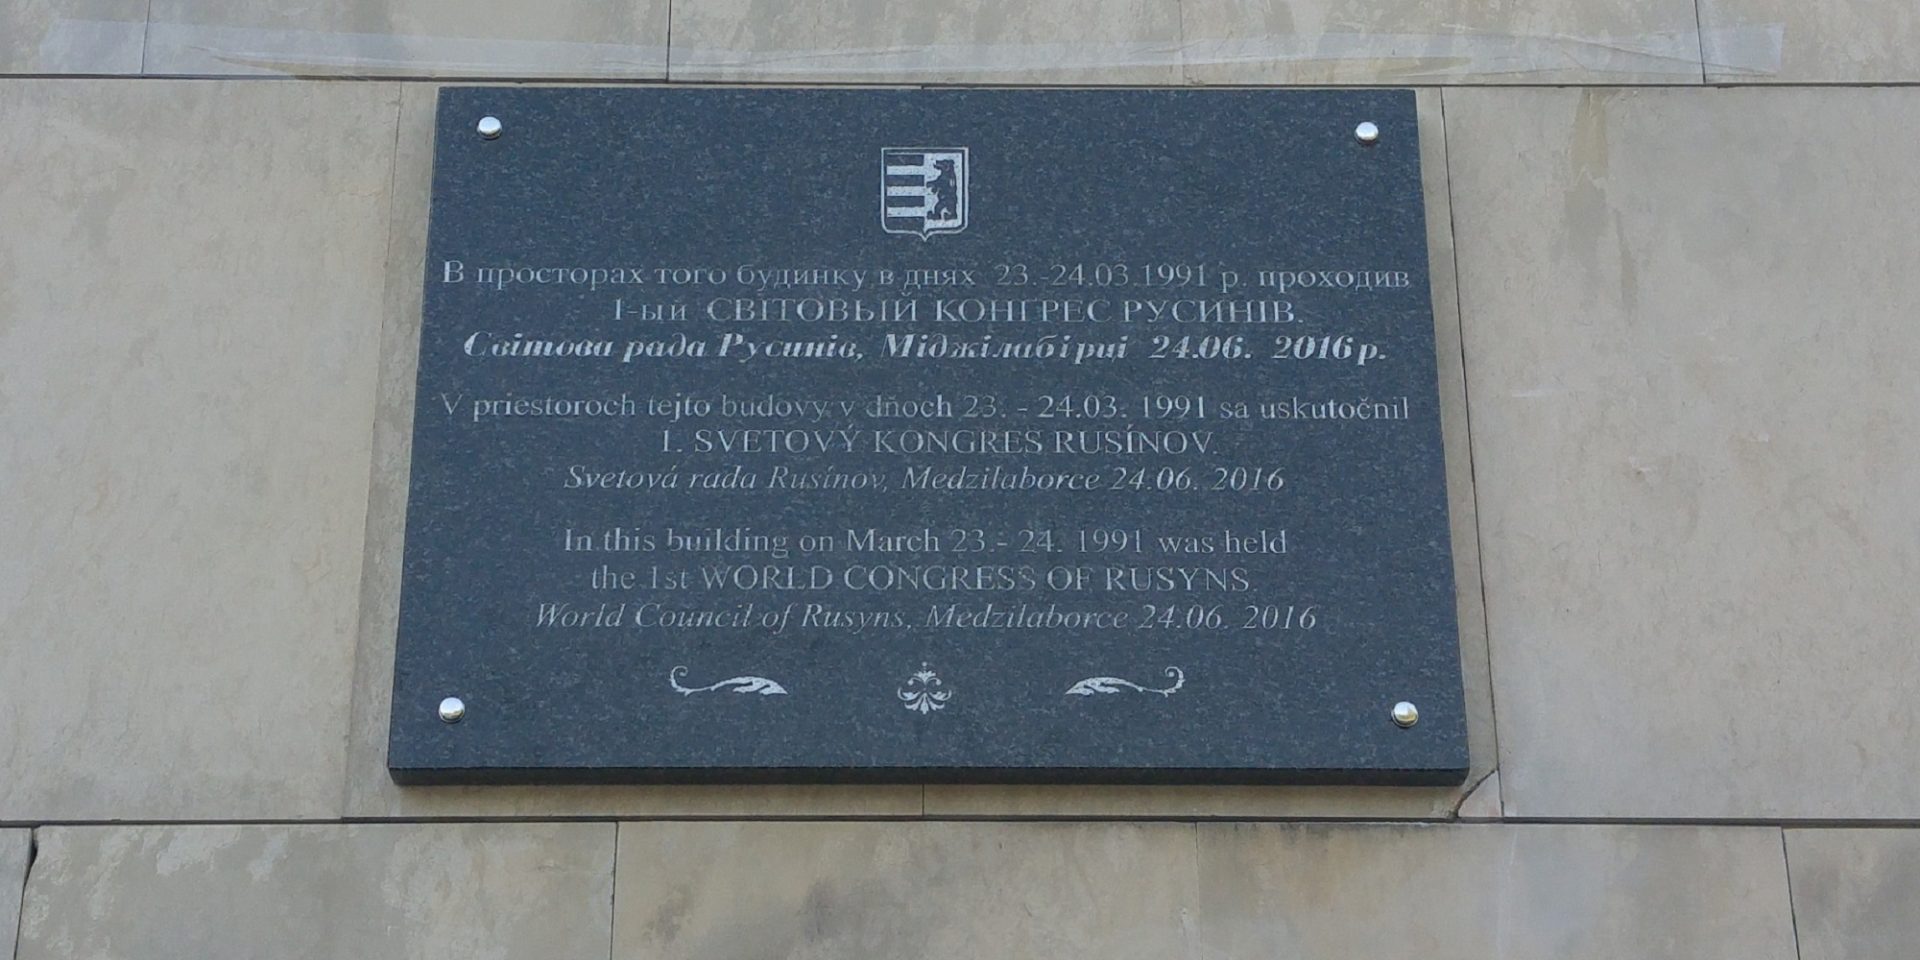 В просторах того будинку в днях 23.-24.03.1991 р. проходив
І-ый СВІТОВЫЙ КОНГРЕС РУСИНІВ.
Світова рада Русинів, Міджілабірці 24.06. 2016 р.
V priestoroch tejto budovy v dňoch 23. - 24.03. 1991 sa uskutočnil
I. SVETOVÝ KONGRES RUSÍNOV.
Svetová rada Rusínov, Medzilaborce 24.06. 2016
In this building on March 23.- 24. 1991 was held
the 1st WORLD CONGRESS OF RUSYNS.
World Council of Rusyns, Medzilaborce 24.06. 2016